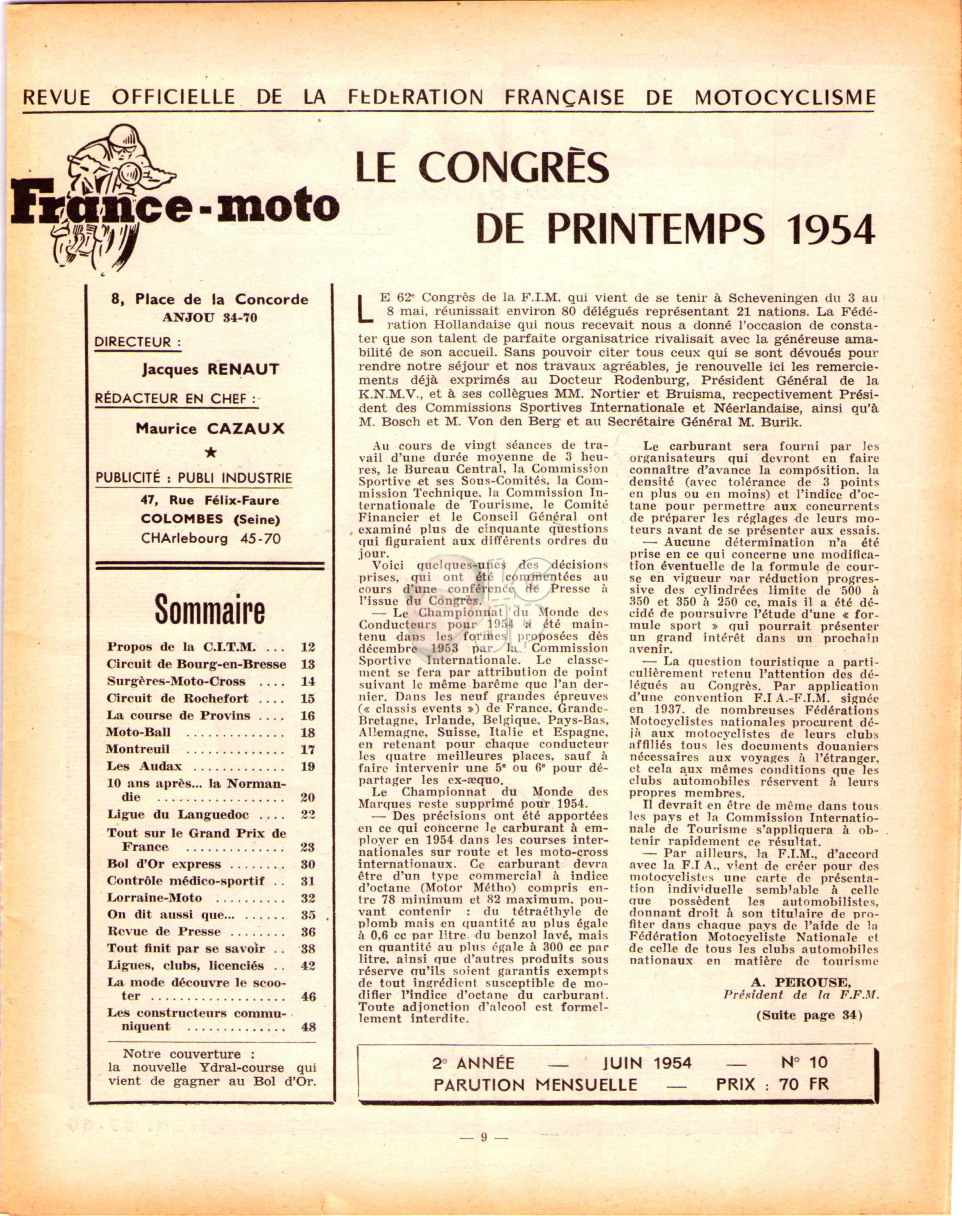 REVUE OFFICIELLE DE LA FEDERATION FRANÇAISE DE MOTOCYCLISME
France-moto
LE CONGRÈS
DE PRINTEMPS 1954
8, Place de la Concorde
ANJOU 34-70
DIRECTEUR :
Jacques RENAUT
RÉDACTEUR EN CHEF :
Maurice CAZAUX
★
PUBLICITÉ : PUBLI INDUSTRIE
47, Rue Félix-Faure
COLOMBES (Seine)
CHArlebourg 45-70
Sommaire
Propos de la C.I.T.M. ... 12
Circuit de Bourg-en-Bresse 13
Surgères-Moto-Cross .... 14
Circuit de Rochefort .... 15
La course de Provins .... 16
Moto-Ball ............. 18
Montreuil ............. 17
Les Audax ............. 19
10 ans après... la Norman-
die ................. 20
Ligue du Languedoc .... 22
Tout sur le Grand Prix de
France .............. 23
Bol d'Or express ........ 30
Contrôle médico-sportif .. 31
Lorraine-Moto .......... 32
On dit aussi que... ...... 35
Revue de Presse ........ 36
Tout finit par se savoir .. 38
Ligues, clubs, licenciés .. 42
La mode découvre le scoo-
ter .................. 46
Les constructeurs commu-
niquent .............. 48
Notre couverture :
la nouvelle Ydral-course qui
vient de gagner au Bol d'Or.
LE 62e Congrès de la F.I.M. qui vient de se tenir à Scheveningen du 3 au
8 mai, réunissait environ 80 délégués représentant 21 nations. La Fédé-
ration Hollandaise qui nous recevait nous a donné l'occasion de consta-
ter que son talent de parfaite organisatrice rivalisait avec la généreuse ama-
bilité de son accueil. Sans pouvoir citer tous ceux qui se sont dévoués pour
rendre notre séjour et nos travaux agréables, je renouvelle ici les remercie-
ments déjà exprimés au Docteur Rodenburg, Président Général de la
K.N.M.V., et à ses collègues MM. Nortier et Bruisma, recpectivement Prési-
dent des Commissions Sportives Internationale et Néerlandaise, ainsi qu'à
M. Bosch et M. Von den Berg et au Secrétaire Général M. Burik.
Au cours de vingt séances de tra-
vail d'une durée moyenne de 3 heu-
res, le Bureau Central, la Commission
Sportive et ses Sous-Comités, la Com-
mission Technique, la Commission In-
ternationale de Tourisme, le Comité
Financier et le Conseil Général ont
examiné plus de cinquante questions
qui figuraient aux différents ordres du
jour.
Voici quelques-unes des décisions
prises, qui ont été commentées au
cours d'une conférence de Presse à
l'issue du Congrès.
— Le Championnat du Monde des
Conducteurs pour 1954 a été main-
tenu dans les formes proposées dès
décembre 1953 par la Commission
Sportive Internationale. Le classe-
ment se fera par attribution de point
suivant le même barême que l'an der-
nier. Dans les neuf grandes épreuves
(« classis events ») de France, Grande-
Bretagne, Irlande, Belgique, Pays-Bas,
Allemagne, Suisse, Italie et Espagne,
en retenant pour chaque conducteur
les quatre meilleures places, sauf à
faire intervenir une 5e ou 6e pour dé-
partager les ex-æquo.
Le Championnat du Monde des
Marques reste supprimé pour 1954.
— Des précisions ont été apportées
en ce qui concerne le carburant à em-
ployer en 1954 dans les courses inter-
nationales sur route et les moto-cross
internationaux. Ce carburant devra
être d'un type commercial à indice
d'octane (Motor Métho) compris en-
tre 78 minimum et 82 maximum, pou-
vant contenir : du tétraéthyle de
plomb mais en quantité au plus égale
à 0,6 cc par litre, du benzol lavé, mais
en quantité au plus égale à 300 cc par
litre, ainsi que d'autres produits sous
réserve qu'ils soient garantis exempts
de tout ingrédient susceptible de mo-
difier l'indice d'octane du carburant.
Toute adjonction d'alcool est formel-
lement interdite.
Le carburant sera fourni par les
organisateurs qui devront en faire
connaître d'avance la compósition, la
densité (avec tolérance de 3 points
en plus ou en moins) et l'indice d'oc-
tane pour permettre aux concurrents
de préparer les réglages de leurs mo-
teurs avant de se présenter aux essais.
— Aucune détermination n'a été
prise en ce qui concerne une modifica-
tion éventuelle de la formule de cour-
se en vigueur par réduction progres-
sive des cylindrées limite de 500 à
350 et 350 à 250 cc, mais il a été dé-
cidé de poursuivre l'étude d'une « for-
mule sport » qui pourrait présenter
un grand intérêt dans un prochain
avenir.
— La question touristique a parti-
culièrement retenu l'attention des dé-
légués au Congrès. Par application
d'une convention F.I A.-F.I.M. signée
en 1937, de nombreuses Fédérations
Motocyclistes nationales procurent dé-
jà aux motocyclistes de leurs clubs
affiliés tous les documents douaniers
nécessaires aux voyages à l'étranger,
et cela aux mêmes conditions que les
clubs automobiles réservent à leurs
propres membres.
Il devrait en être de même dans tous
les pays et la Commission Internatio-
nale de Tourisme s'appliquera à ob-
tenir rapidement ce résultat.
— Par ailleurs, la F.I.M., d'accord
avec la F.I A., vient de créer pour des
motocyclistes une carte de présenta-
tion individuelle semblable à celle
que possèdent les automobilistes,
donnant droit à son titulaire de pro-
fiter dans chaque pays de l'aide de la
Fédération Motocycliste Nationale et
de celle de tous les clubs automobiles
nationaux en matière de tourisme
A. PEROUSE,
Président de la F.F.M.
(Suite page 34)
2e ANNÉE — JUIN 1954 — N° 10
PARUTION MENSUELLE — PRIX : 70 FR
— 9 —